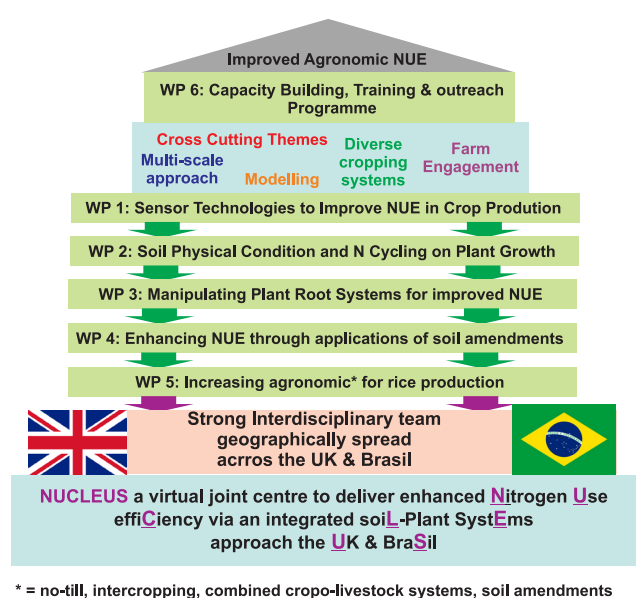 Improved Agronomic NUE
WP 6: Capacity Building, Training & outreach
Programme
Cross Cutting Themes
Multi-scale
approach
Modelling
Diverse
cropping
systems
Farm
Engagement
WP 1: Sensor Technologies to Improve NUE in Crop Prodution
WP 2: Soil Physical Condition and N Cycling on Plant Growth
WP 3: Manipulating Plant Root Systems for improved NUE
WP 4: Enhancing NUE through applications of soil amendments
WP 5: Increasing agronomic* for rice production
Strong Interdisciplinary team
geographically spread
acrros the UK & Brasil
NUCLEUS a virtual joint centre to deliver enhanced Nitrogen Use
effiCiency via an integrated soiL-Plant SystEms
approach the UK & BraSil
* = no-till, intercropping, combined cropo-livestock systems, soil amendments